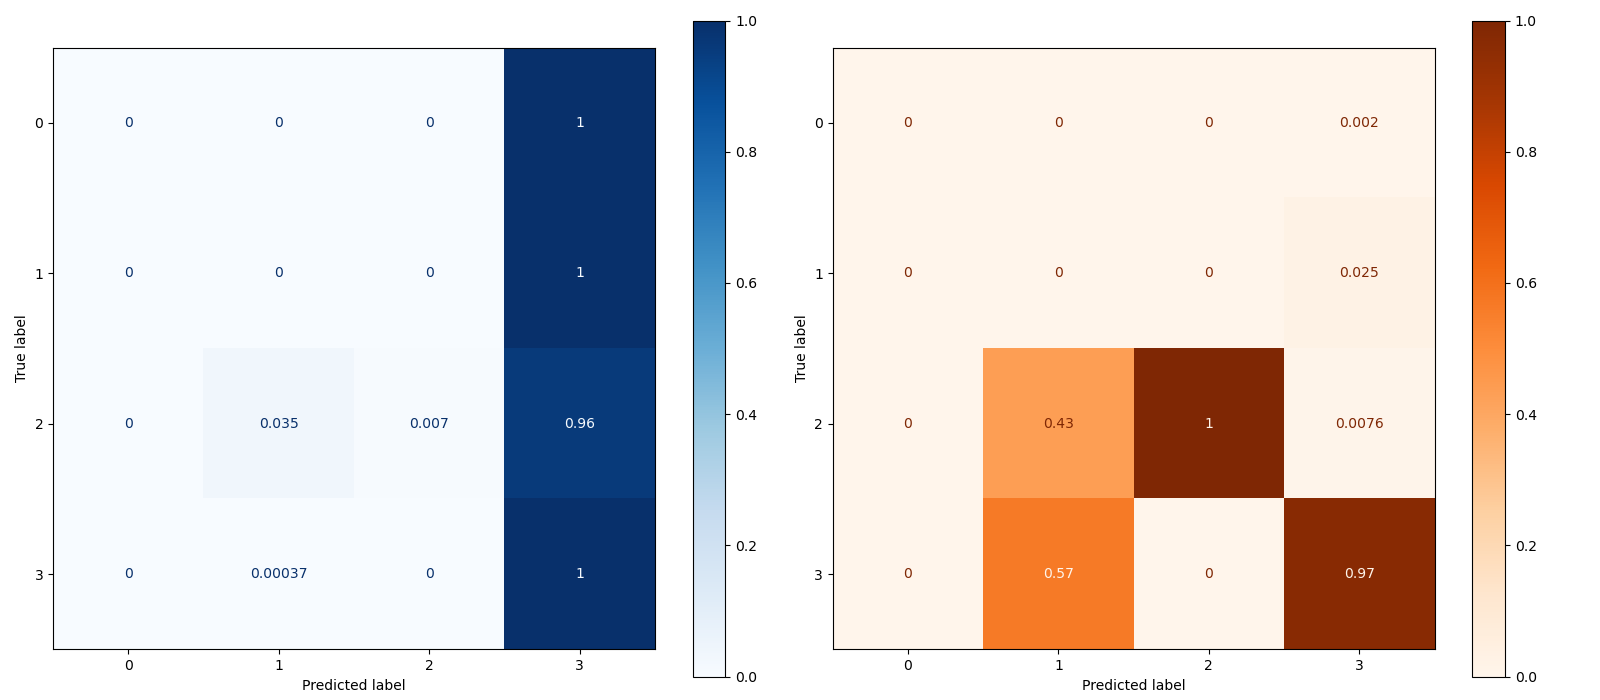 1.0
0.8
0.6
0.4
0.2
0.0
True label
0 0 0 0 1
1 0 0 0 1
2 0 0.035 0.007 0.96
3 0 0.00037 0 1
0 1 2 3
Predicted label
1.0
0.8
0.6
0.4
0.2
0.0
True label
0 0 0 0 0.002
1 0 0 0 0.025
2 0 0.43 1 0.0076
3 0 0.57 0 0.97
0 1 2 3
Predicted label